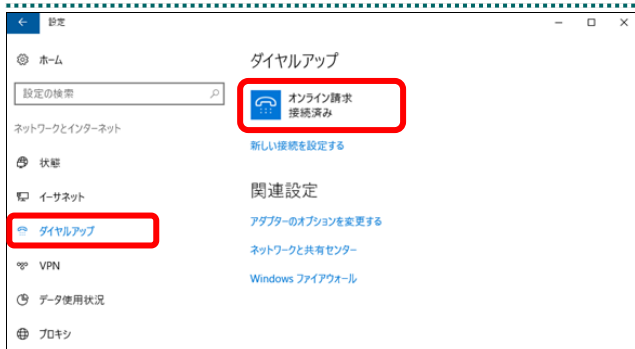 設定
ホーム
設定の検索
ネットワークとインターネット
状態
イーサネット
ダイヤルアップ
VPN
データ使用状況
プロキシ
ダイヤルアップ
オンライン請求
接続済み
新しい接続を設定する
関連設定
アダプターのオプションを変更する
ネットワークと共有センター
Windows ファイアウォール